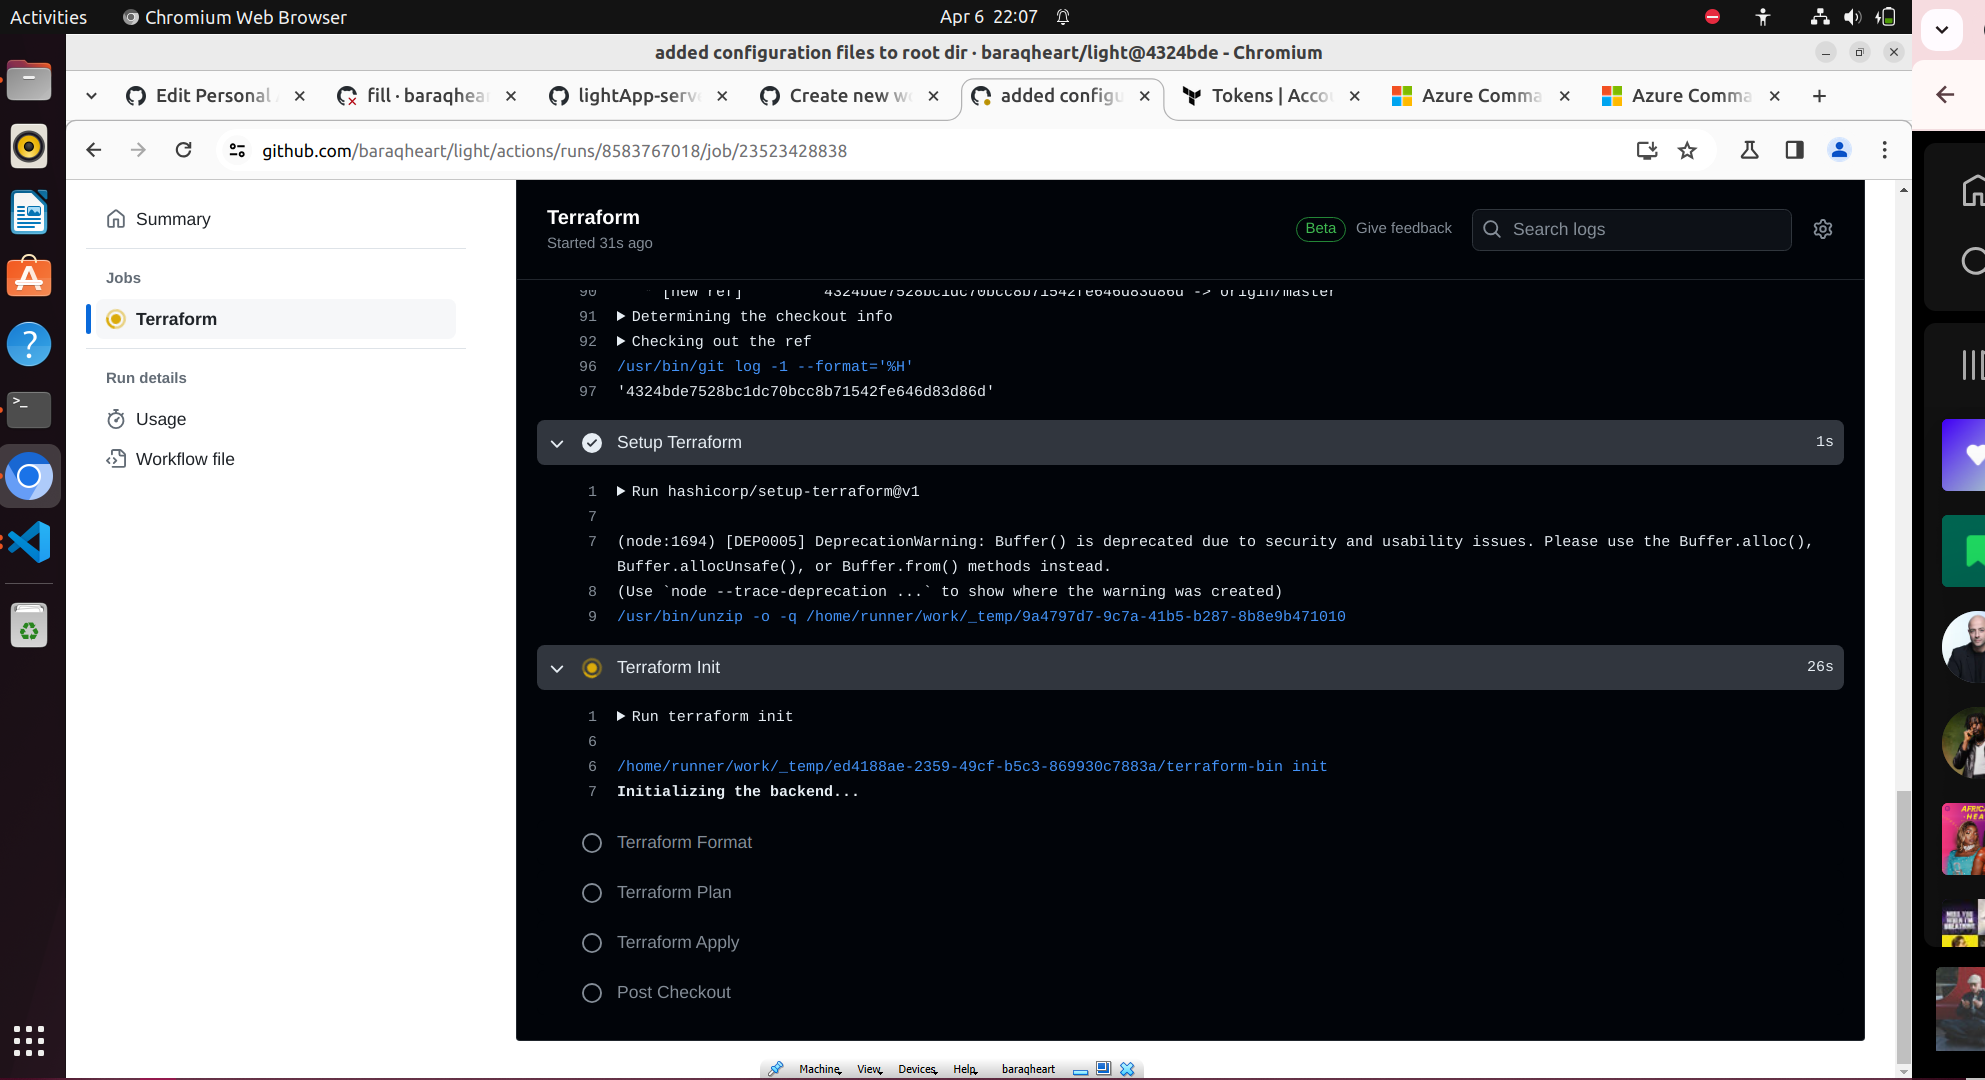 Activities
Chromium Web Browser
Apr 6 22:07
added configuration files to root dir · baraqheart/light@4324bde - Chromium
Edit Personal
fill · baraqhear
lightApp-serv
Create new w
added configu
Tokens | Acco
Azure Comma
Azure Comma
github.com/baraqheart/light/actions/runs/8583767018/job/23523428838
Summary
Jobs
Terraform
Run details
Usage
Workflow file
Terraform
Started 31s ago
Beta
Give feedback
Search logs
90 * [new ref] 4324bde7528bc1dc70bcc8b71542fe646d83d86d -> origin/master
91 Determining the checkout info
92 Checking out the ref
96 /usr/bin/git log -1 --format='%H'
97 '4324bde7528bc1dc70bcc8b71542fe646d83d86d'
Setup Terraform 1s
1 Run hashicorp/setup-terraform@v1
7
7 (node:1694) [DEP0005] DeprecationWarning: Buffer() is deprecated due to security and usability issues. Please use the Buffer.alloc(),
Buffer.allocUnsafe(), or Buffer.from() methods instead.
8 (Use `node --trace-deprecation ...` to show where the warning was created)
9 /usr/bin/unzip -o -q /home/runner/work/_temp/9a4797d7-9c7a-41b5-b287-8b8e9b471010
Terraform Init 26s
1 Run terraform init
6
6 /home/runner/work/_temp/ed4188ae-2359-49cf-b5c3-869930c7883a/terraform-bin init
7 Initializing the backend...
Terraform Format
Terraform Plan
Terraform Apply
Post Checkout
Machine View Devices Help baraqheart